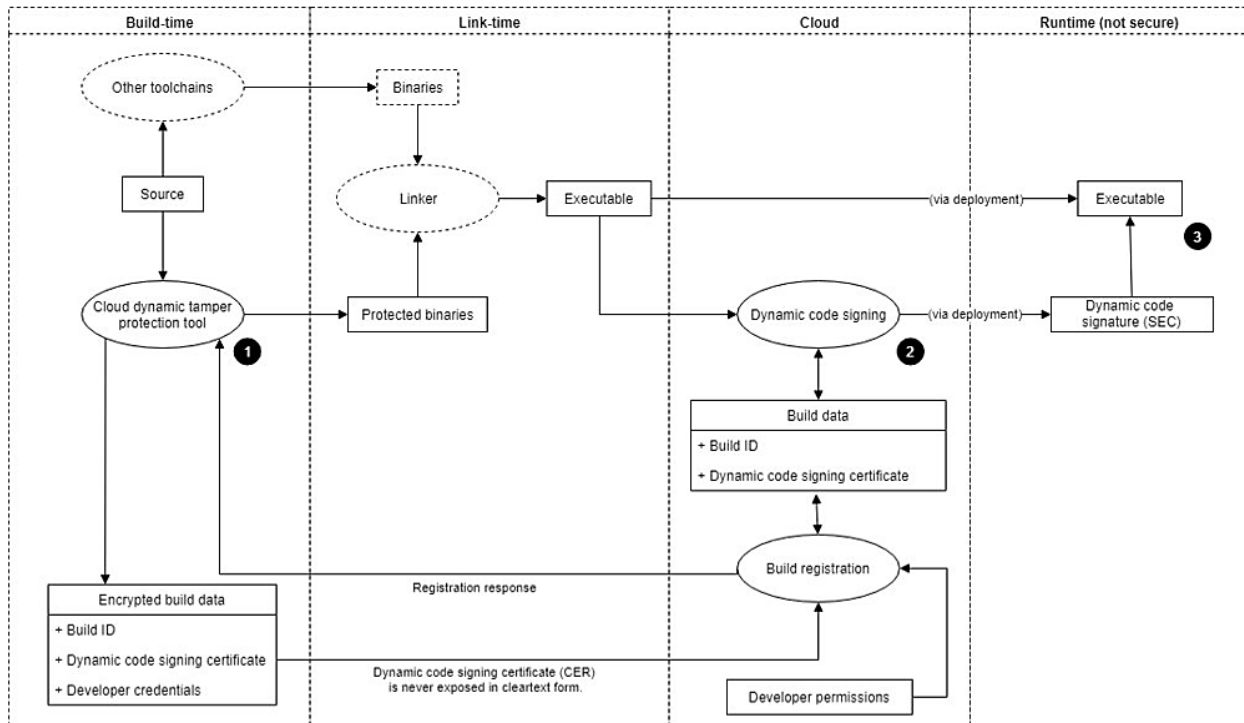 Build-time
Link-time
Cloud
Runtime (not secure)
Other toolchains
Binaries
Source
Linker
Executable
(via deployment)
Executable
3
Cloud dynamic tamper
protection tool
1
Protected binaries
Dynamic code signing
2
(via deployment)
Dynamic code
signature (SEC)
Build data
+ Build ID
+ Dynamic code signing certificate
Build registration
Registration response
Encrypted build data
+ Build ID
+ Dynamic code signing certificate
+ Developer credentials
Dynamic code signing certificate (CER)
is never exposed in cleartext form.
Developer permissions